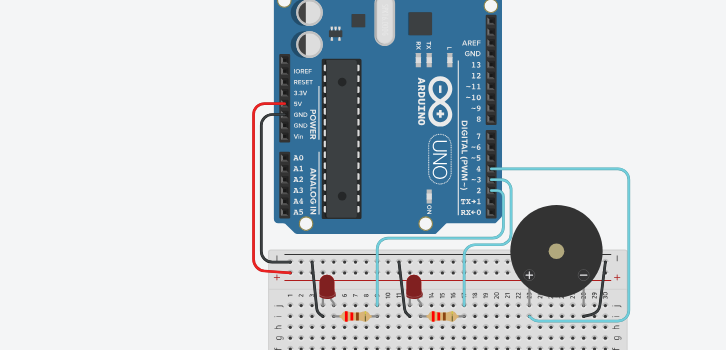 AREF
GND
RX
TX
L
13
12
~11
~10
~9
8
IOREF
RESET
3.3V
5V
GND
GND
Vin
POWER
ARDUINO
UNO
DIGITAL (PWM~)
7
~6
~5
4
~3
2
TX→1
RX←0
A0
A1
A2
A3
A4
A5
ANALOG IN
ON
+ −
− −
+ +
j j
i i
h h
g g